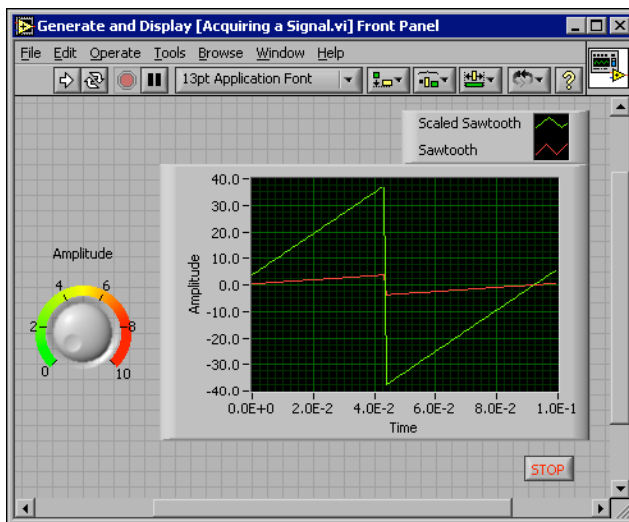 Generate and Display [Acquiring a Signal.vi] Front Panel
File Edit Operate Tools Browse Window Help
13pt Application Font
?
Scaled Sawtooth
Sawtooth
Amplitude
0
2
4
6
8
10
Amplitude
40.0
30.0
20.0
10.0
0.0
-10.0
-20.0
-30.0
-40.0
0.0E+0 2.0E-2 4.0E-2 6.0E-2 8.0E-2 1.0E-1
Time
STOP